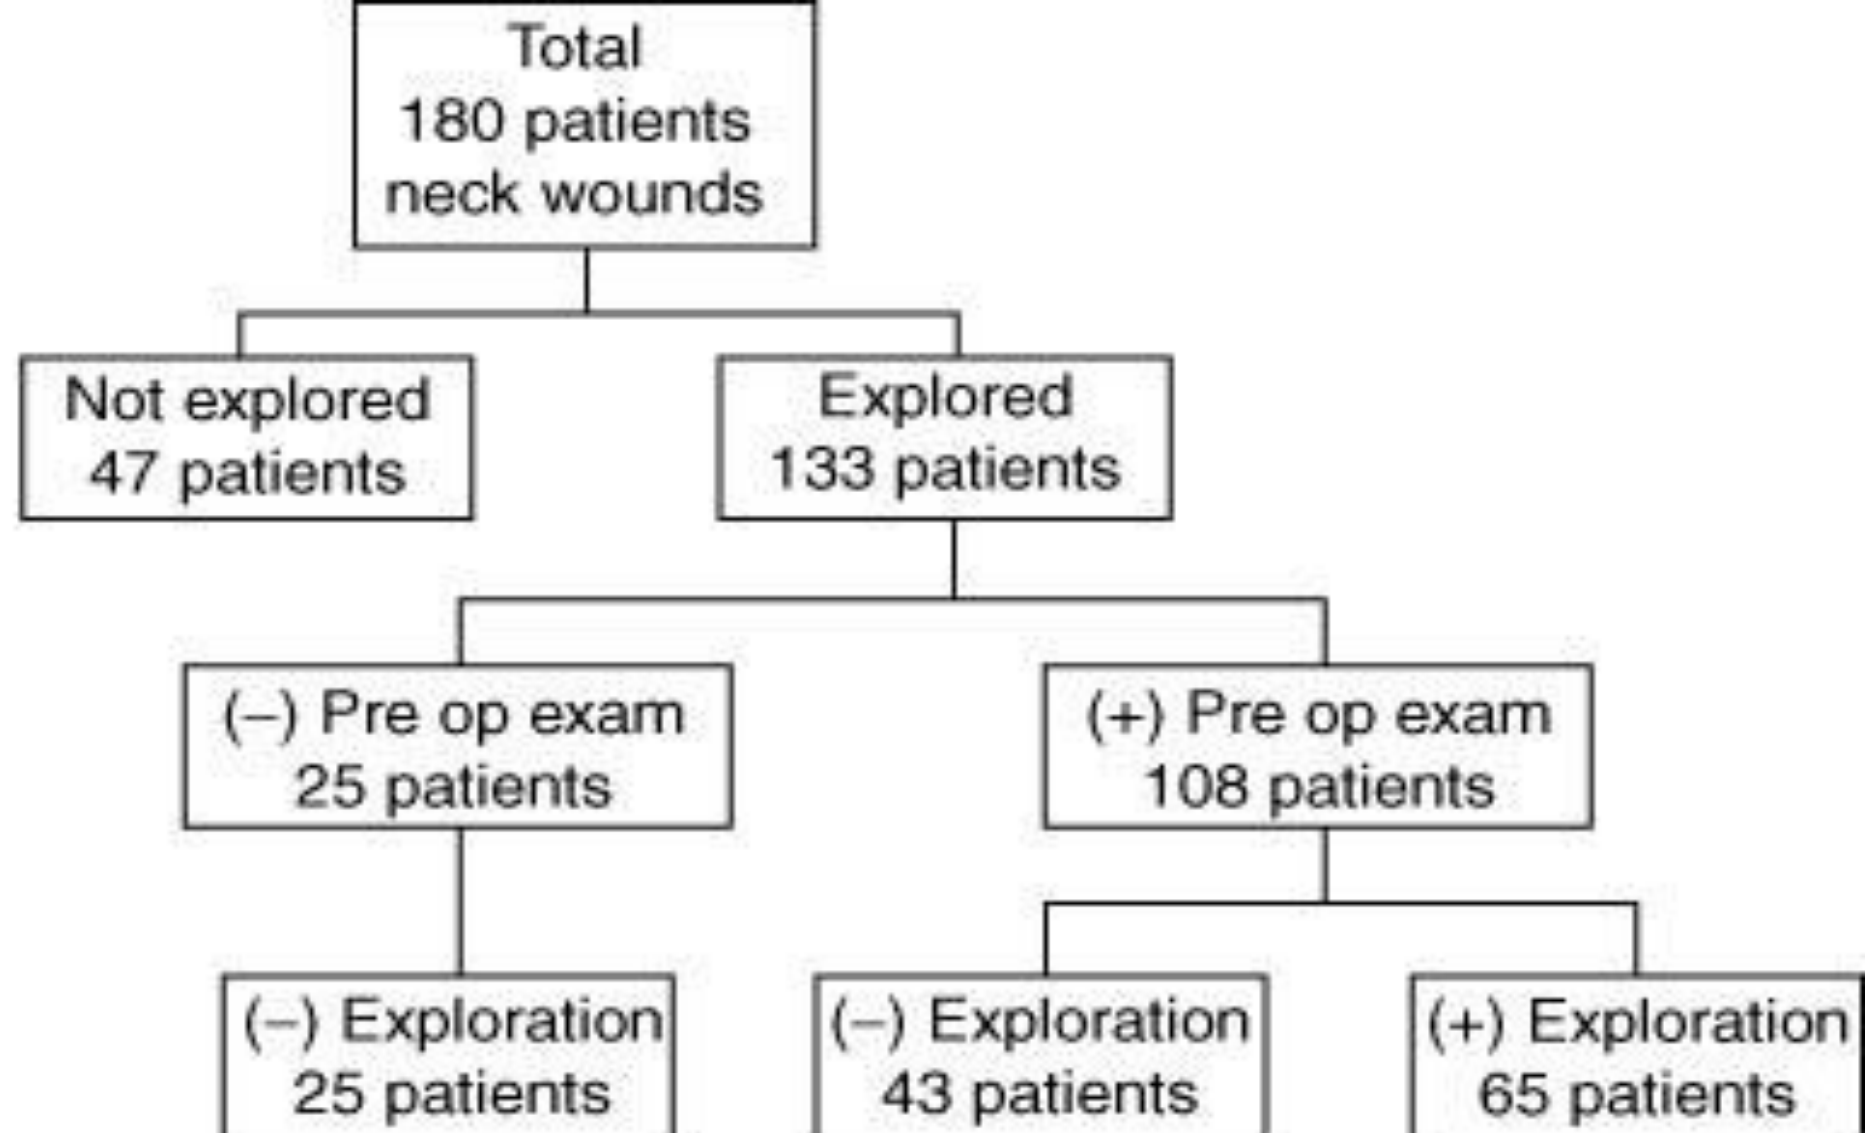 Total
180 patients
neck wounds
Not explored
47 patients
Explored
133 patients
(–) Pre op exam
25 patients
(+) Pre op exam
108 patients
(–) Exploration
25 patients
(–) Exploration
43 patients
(+) Exploration
65 patients